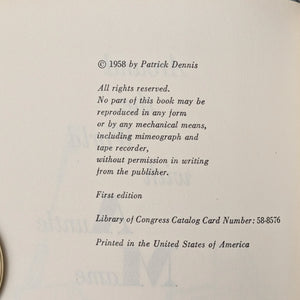 © 1958 by Patrick Dennis
All rights reserved.
No part of this book may be
reproduced in any form
or by any mechanical means,
including mimeograph and
tape recorder,
without permission in writing
from the publisher.
First edition
Library of Congress Catalog Card Number: 58-8576
Printed in the United States of America